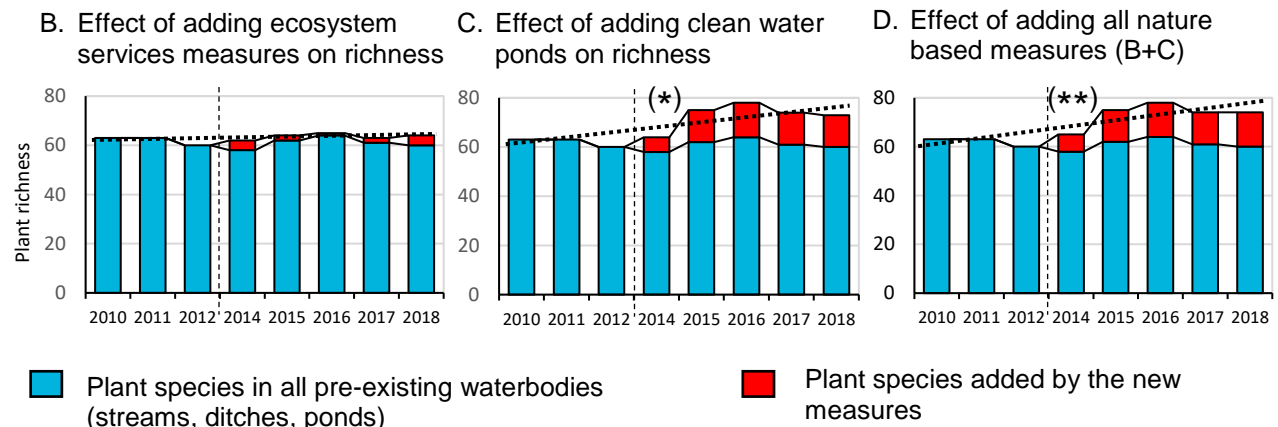 B. Effect of adding ecosystem
services measures on richness
C. Effect of adding clean water
ponds on richness
D. Effect of adding all nature
based measures (B+C)
Plant richness
80
60
40
20
0
2010 2011 2012 2014 2015 2016 2017 2018
(*)
80
60
40
20
0
2010 2011 2012 2014 2015 2016 2017 2018
(**)
80
60
40
20
0
2010 2011 2012 2014 2015 2016 2017 2018
Plant species in all pre-existing waterbodies
(streams, ditches, ponds)
Plant species added by the new
measures